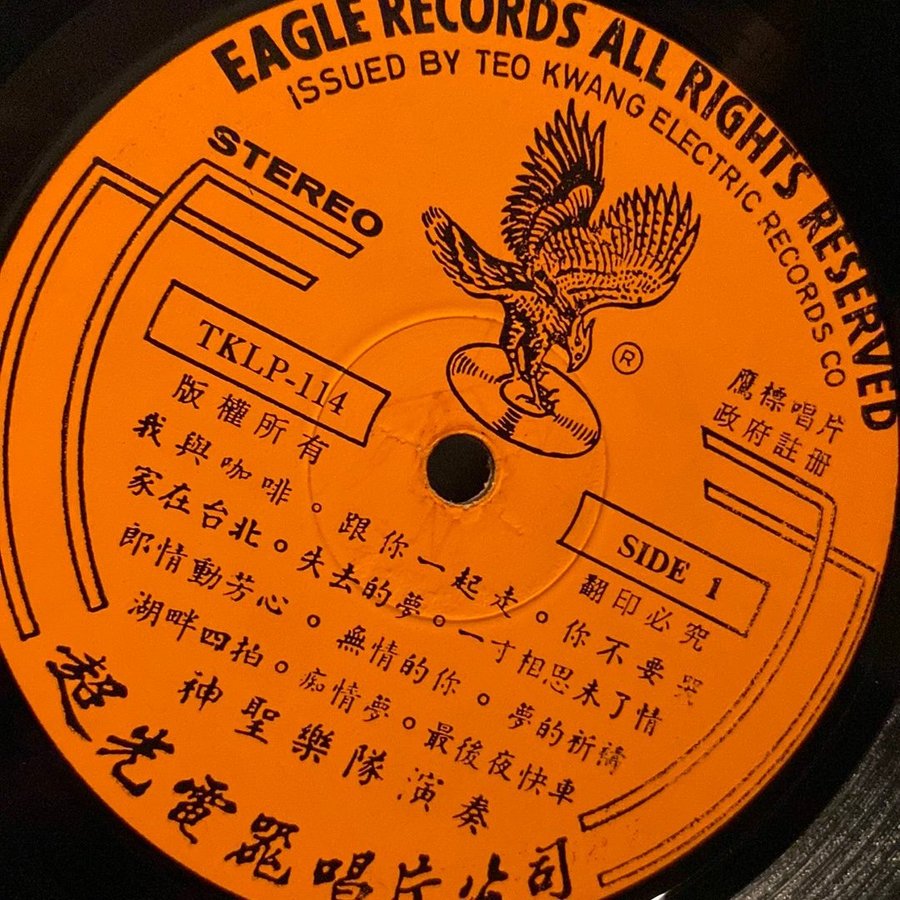 EAGLE RECORDS ALL RIGHTS RESERVED
ISSUED BY TEO KWANG ELECTRIC RECORDS CO
STEREO
®
TKLP-114
版權所有
鷹標唱片
政府註冊
SIDE 1
翻印必究
我與咖啡。跟你一起走。你不要哭
家在台北。失去的夢。一寸相思未了情
郎情動芳心。無情的你。夢的祈禱
湖畔四拍。痴情夢。最後夜快車
神聖樂隊演奏
超光電器唱片公司